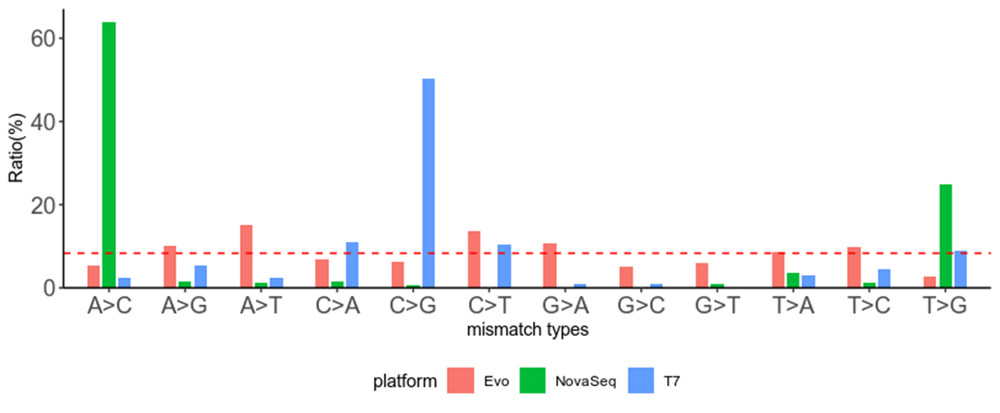 Ratio(%)
60
40
20
0
A>C A>G A>T C>A C>G C>T G>A G>C G>T T>A T>C T>G
mismatch types
platform Evo NovaSeq T7